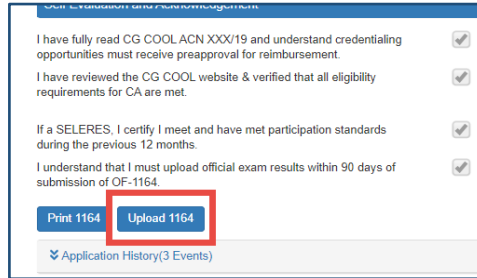 Self Evaluation and Acknowledgement
I have fully read CG COOL ACN XXX/19 and understand credentialing
opportunities must receive preapproval for reimbursement.
I have reviewed the CG COOL website & verified that all eligibility
requirements for CA are met.
If a SELERES, I certify I meet and have met participation standards
during the previous 12 months.
I understand that I must upload official exam results within 90 days of
submission of OF-1164.
Print 1164 Upload 1164
Application History(3 Events)